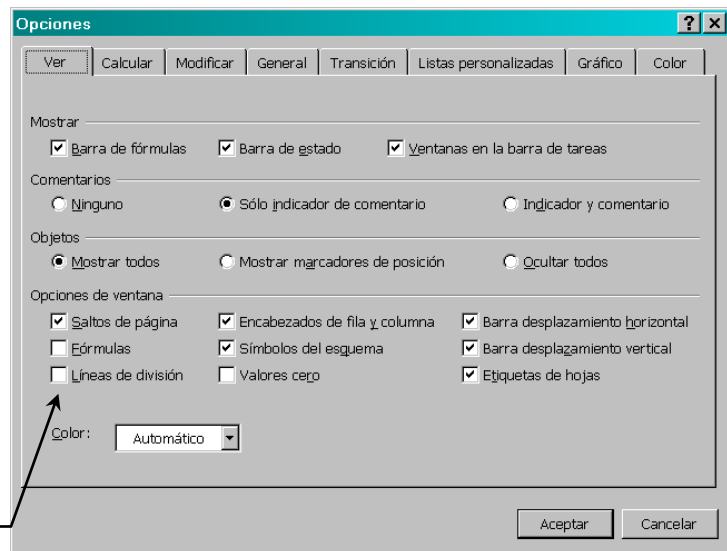 Opciones
Ver Calcular Modificar General Transición Listas personalizadas Gráfico Color
Mostrar
Barra de fórmulas Barra de estado Ventanas en la barra de tareas
Comentarios
Ninguno Sólo indicador de comentario Indicador y comentario
Objetos
Mostrar todos Mostrar marcadores de posición Ocultar todos
Opciones de ventana
Saltos de página Encabezados de fila y columna Barra desplazamiento horizontal
Fórmulas Símbolos del esquema Barra desplazamiento vertical
Líneas de división Valores cero Etiquetas de hojas
Color: Automático
Aceptar Cancelar